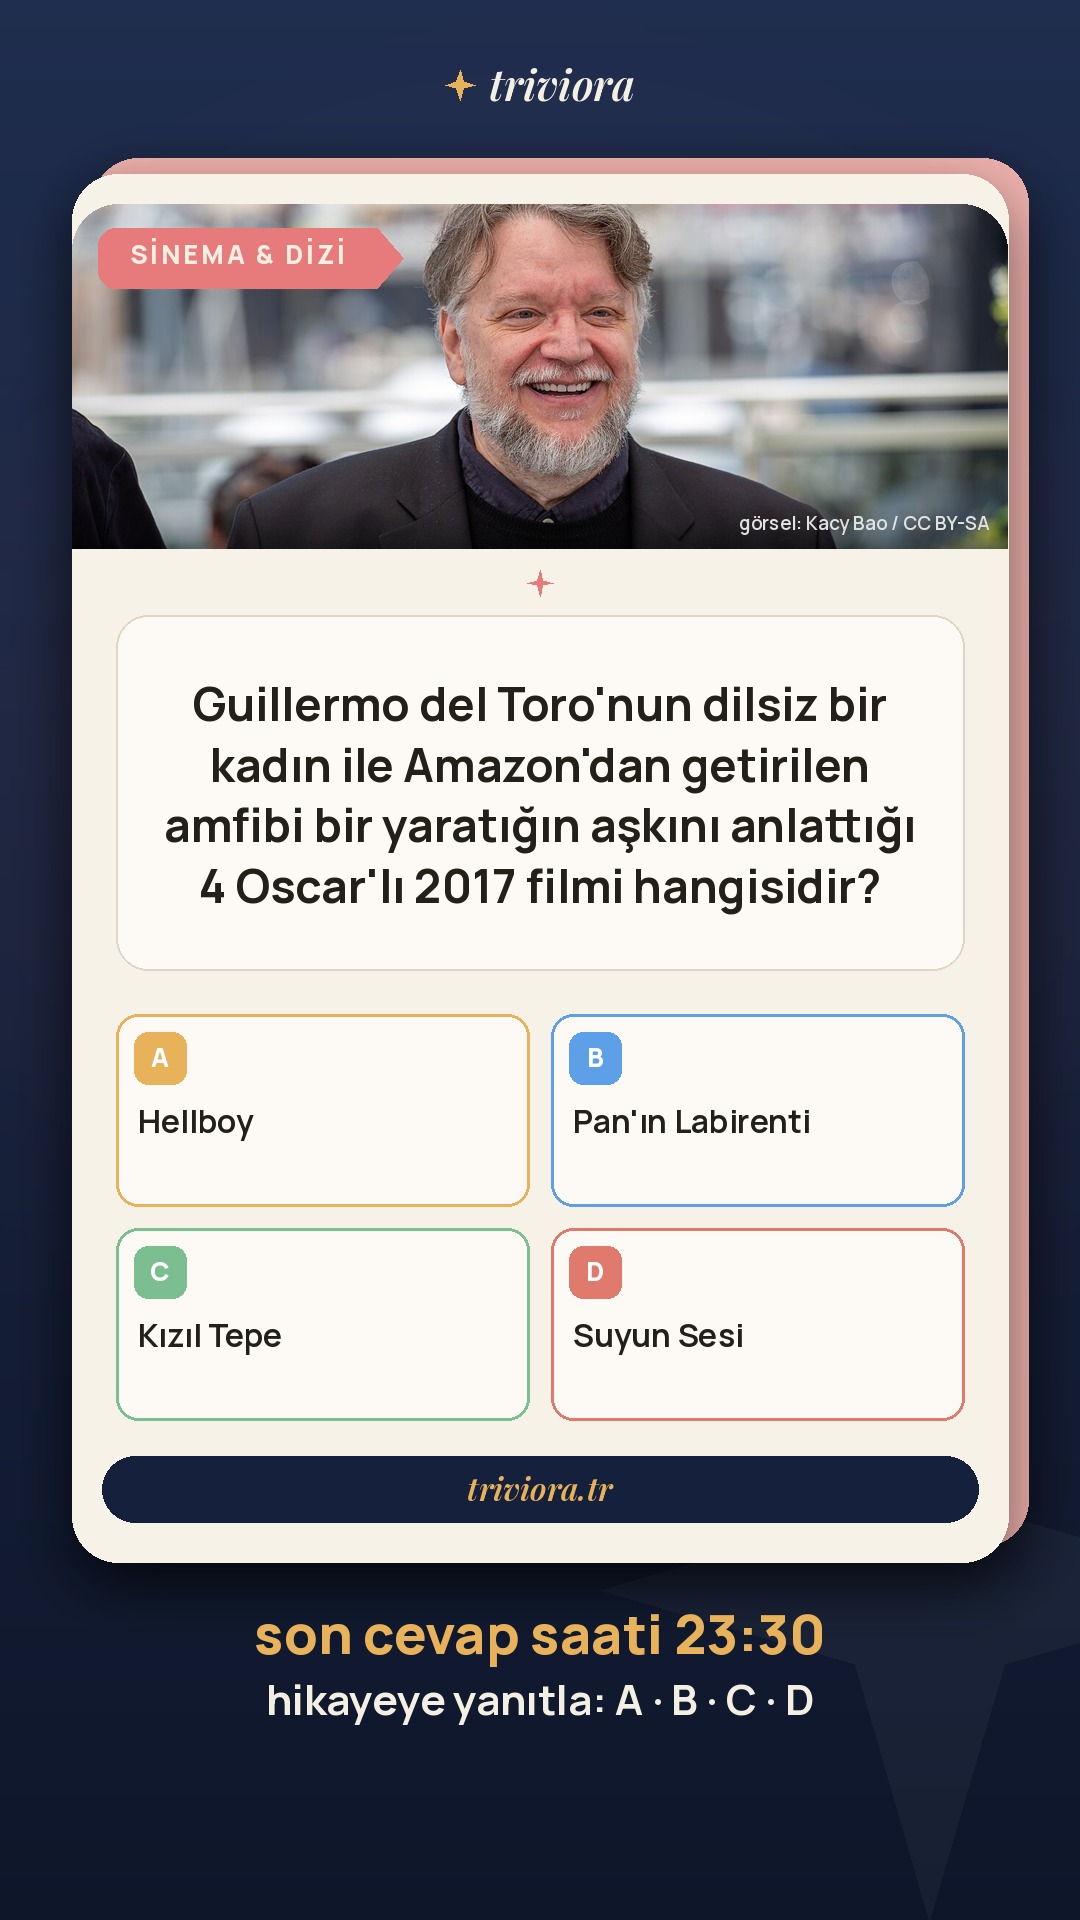 triviora
SİNEMA & DİZİ
görsel: Kacy Bao / CC BY-SA
Guillermo del Toro'nun dilsiz bir
kadın ile Amazon'dan getirilen
amfibi bir yaratığın aşkını anlattığı
4 Oscar'lı 2017 filmi hangisidir?
A
Hellboy
B
Pan'ın Labirenti
C
Kızıl Tepe
D
Suyun Sesi
triviora.tr
son cevap saati 23:30
hikayeye yanıtla: A · B · C · D